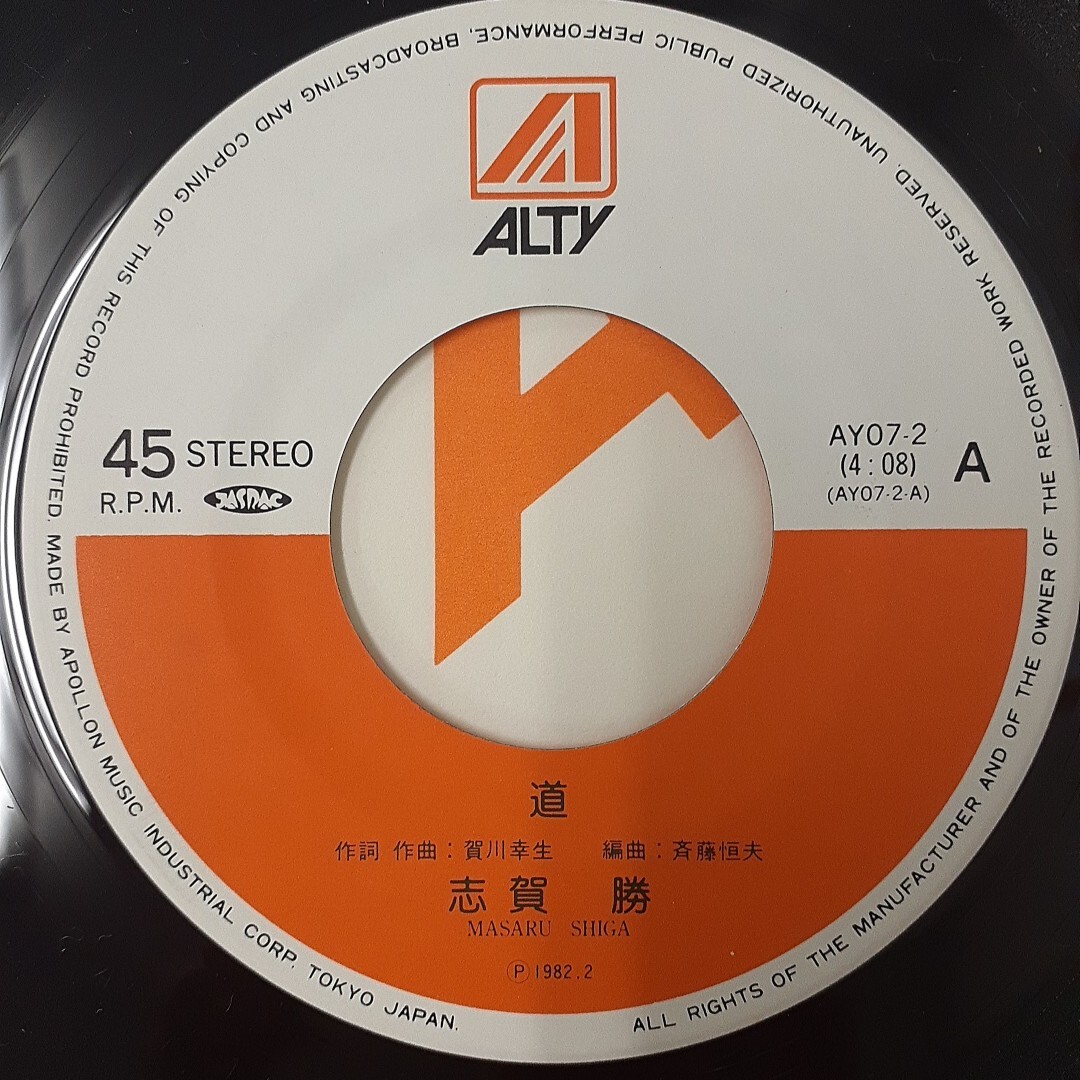 ALTY
45 STEREO
R.P.M. JASRAC
AY07-2
(4:08)
(AY07-2-A)
A
道
作詞 作曲：賀川幸生 編曲：斉藤恒夫
志賀 勝
MASARU SHIGA
Ⓟ1982.2
MADE BY APOLLON MUSIC INDUSTRIAL CORP. TOKYO JAPAN.
ALL RIGHTS OF THE MANUFACTURER AND OF THE OWNER OF THE RECORDED WORK RESERVED. UNAUTHORIZED PUBLIC PERFORMANCE, BROADCASTING AND COPYING OF THIS RECORD PROHIBITED.